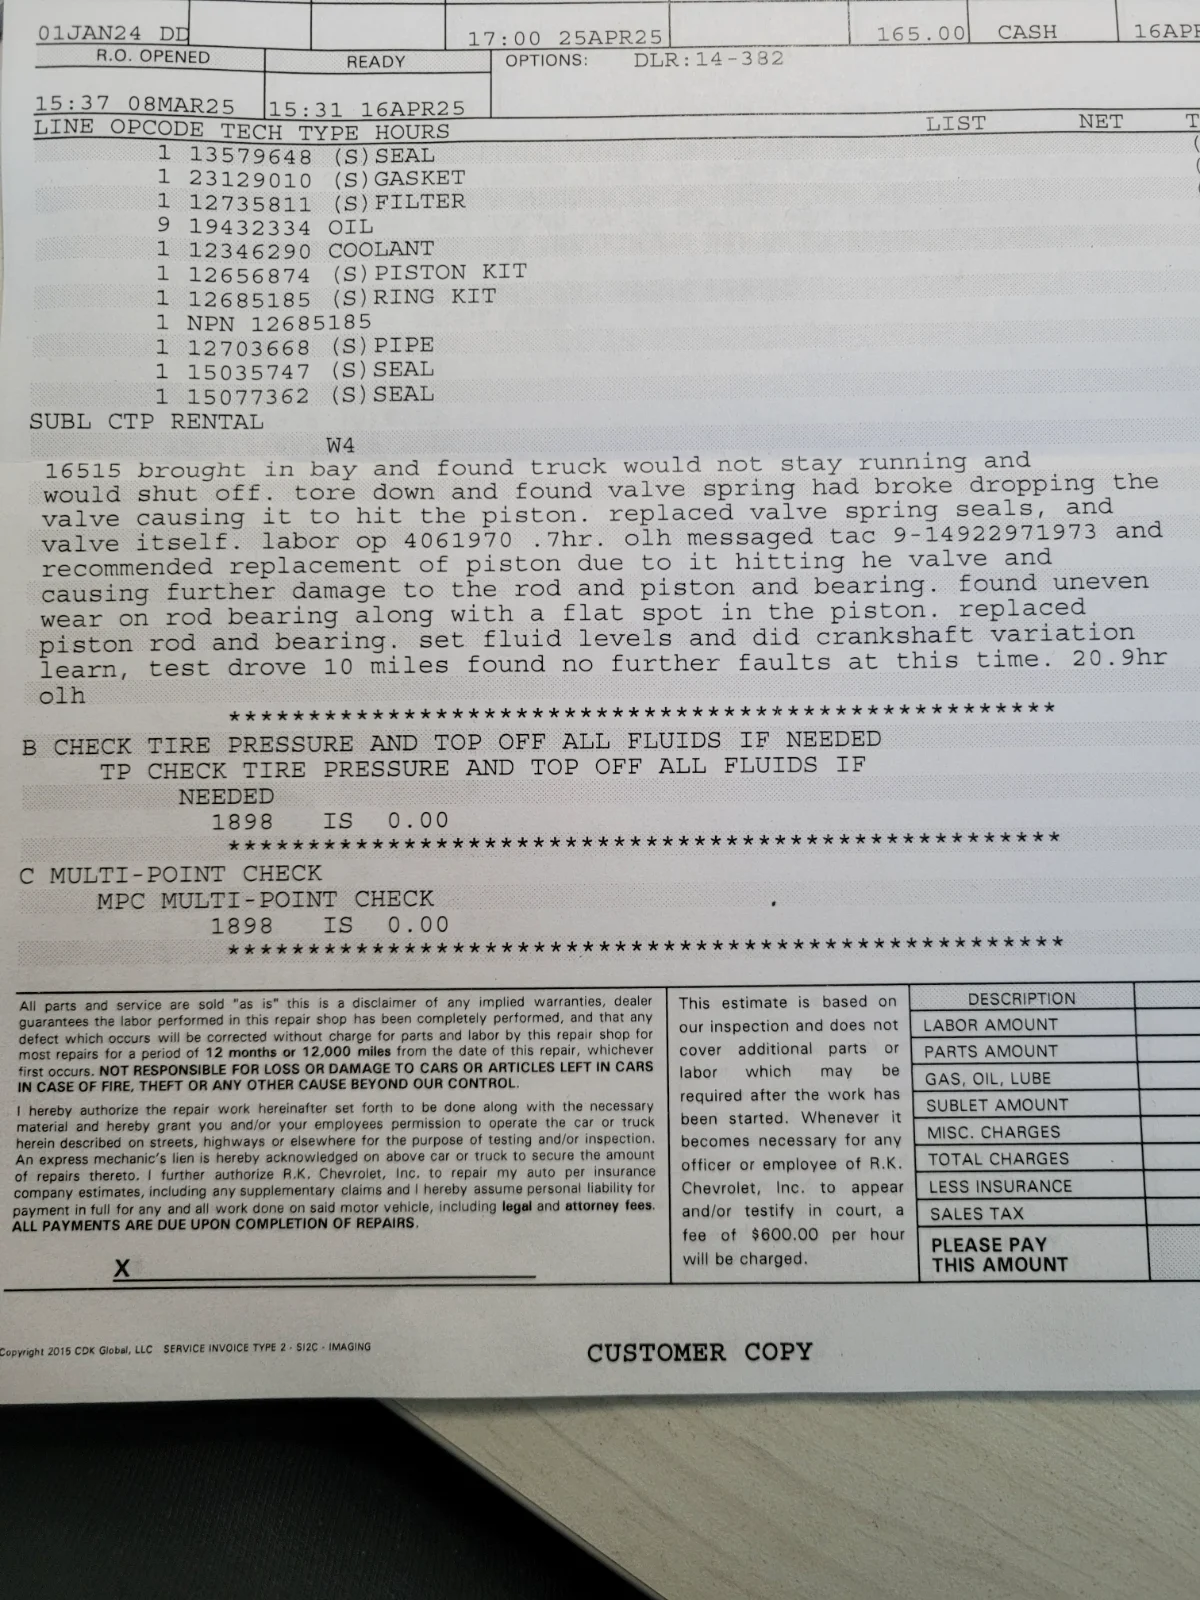 01JAN24 DD 17:00 25APR25 165.00 CASH
R.O. OPENED READY OPTIONS: DLR:14-382
15:37 08MAR25 15:31 16APR25
LINE OPCODE TECH TYPE HOURS LIST NET
1 13579648 (S)SEAL
1 23129010 (S)GASKET
1 12735811 (S)FILTER
9 19432334 OIL
1 12346290 COOLANT
1 12656874 (S)PISTON KIT
1 12685185 (S)RING KIT
1 NPN 12685185
1 12703668 (S)PIPE
1 15035747 (S)SEAL
1 15077362 (S)SEAL
SUBL CTP RENTAL
W4
16515 brought in bay and found truck would not stay running and
would shut off. tore down and found valve spring had broke dropping the
valve causing it to hit the piston. replaced valve spring seals, and
valve itself. labor op 4061970 .7hr. olh messaged tac 9-14922971973 and
recommended replacement of piston due to it hitting he valve and
causing further damage to the rod and piston and bearing. found uneven
wear on rod bearing along with a flat spot in the piston. replaced
piston rod and bearing. set fluid levels and did crankshaft variation
learn, test drove 10 miles found no further faults at this time. 20.9hr
olh
*****************************************************
B CHECK TIRE PRESSURE AND TOP OFF ALL FLUIDS IF NEEDED
TP CHECK TIRE PRESSURE AND TOP OFF ALL FLUIDS IF
NEEDED
1898 IS 0.00
*****************************************************
C MULTI-POINT CHECK
MPC MULTI-POINT CHECK
1898 IS 0.00
*****************************************************
All parts and service are sold "as is" this is a disclaimer of any implied warranties, dealer
guarantees the labor performed in this repair shop has been completely performed, and that any
defect which occurs will be corrected without charge for parts and labor by this repair shop for
most repairs for a period of 12 months or 12,000 miles from the date of this repair, whichever
first occurs. NOT RESPONSIBLE FOR LOSS OR DAMAGE TO CARS OR ARTICLES LEFT IN CARS
IN CASE OF FIRE, THEFT OR ANY OTHER CAUSE BEYOND OUR CONTROL.
I hereby authorize the repair work hereinafter set forth to be done along with the necessary
material and hereby grant you and/or your employees permission to operate the car or truck
herein described on streets, highways or elsewhere for the purpose of testing and/or inspection.
An express mechanic's lien is hereby acknowledged on above car or truck to secure the amount
of repairs thereto. I further authorize R.K. Chevrolet, Inc. to repair my auto per insurance
company estimates, including any supplementary claims and I hereby assume personal liability for
payment in full for any and all work done on said motor vehicle, including legal and attorney fees.
ALL PAYMENTS ARE DUE UPON COMPLETION OF REPAIRS.
X
This estimate is based on
our inspection and does not
cover additional parts or
labor which may be
required after the work has
been started. Whenever it
becomes necessary for any
officer or employee of R.K.
Chevrolet, Inc. to appear
and/or testify in court, a
fee of $600.00 per hour
will be charged.
DESCRIPTION
LABOR AMOUNT
PARTS AMOUNT
GAS, OIL, LUBE
SUBLET AMOUNT
MISC. CHARGES
TOTAL CHARGES
LESS INSURANCE
SALES TAX
PLEASE PAY
THIS AMOUNT
Copyright 2015 CDK Global, LLC SERVICE INVOICE TYPE 2 - SI2C - IMAGING
CUSTOMER COPY